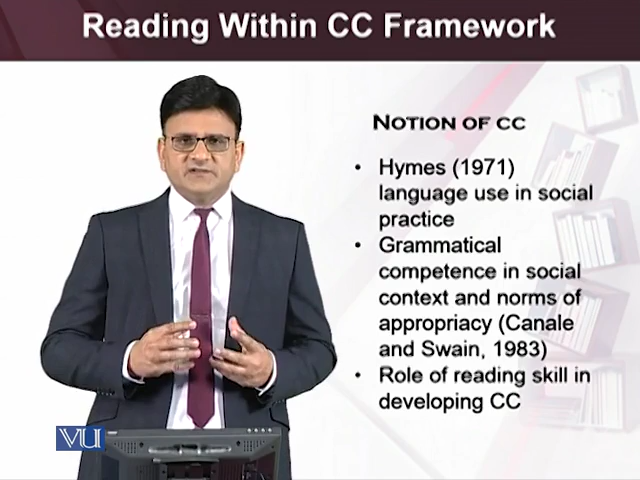 Reading Within CC Framework
NOTION OF CC
• Hymes (1971)
language use in social
practice
• Grammatical
competence in social
context and norms of
appropriacy (Canale
and Swain, 1983)
• Role of reading skill in
developing CC
VU